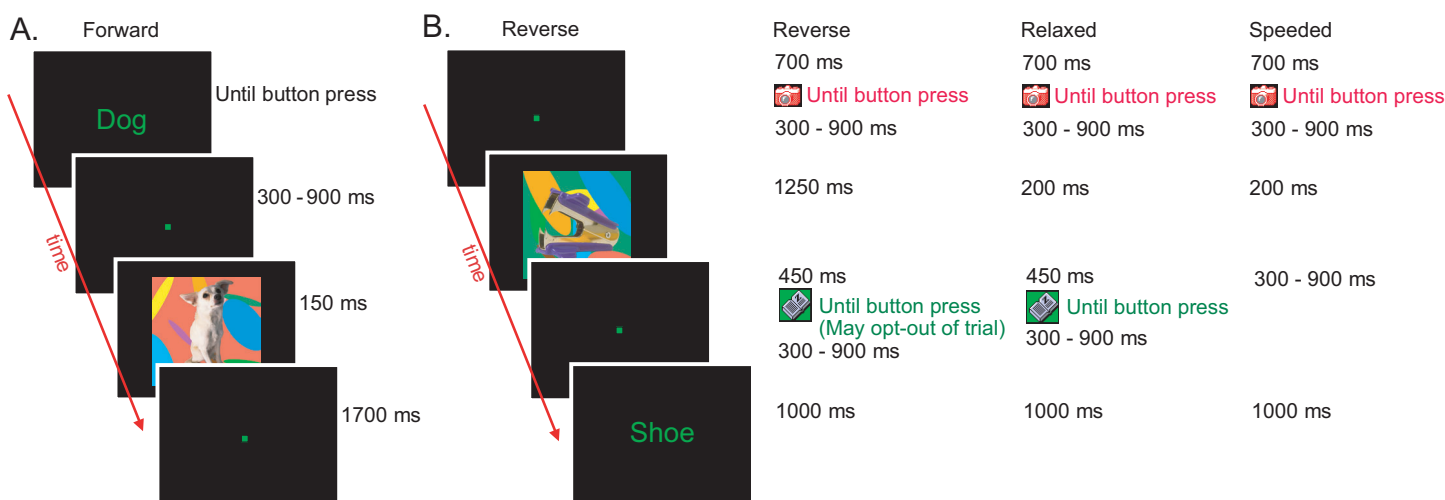 A.
Forward
Dog
Until button press
300 - 900 ms
time
150 ms
1700 ms
B.
Reverse
time
Shoe
Reverse
700 ms
Until button press
300 - 900 ms
1250 ms
450 ms
Until button press
(May opt-out of trial)
300 - 900 ms
1000 ms
Relaxed
700 ms
Until button press
300 - 900 ms
200 ms
450 ms
Until button press
300 - 900 ms
1000 ms
Speeded
700 ms
Until button press
300 - 900 ms
200 ms
300 - 900 ms
1000 ms